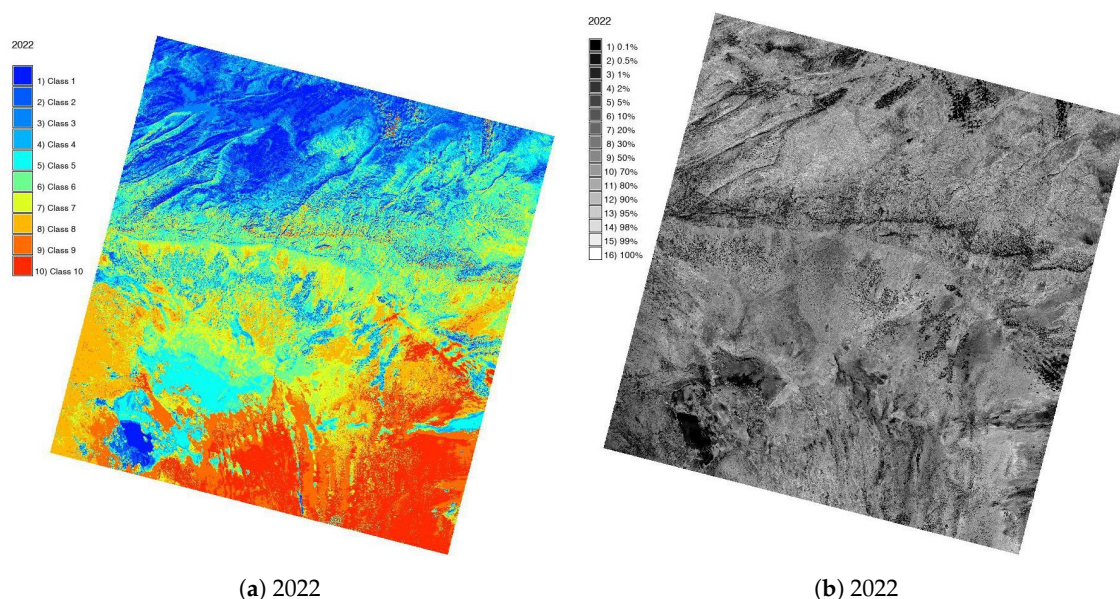 2022
1) Class 1
2) Class 2
3) Class 3
4) Class 4
5) Class 5
6) Class 6
7) Class 7
8) Class 8
9) Class 9
10) Class 10
(a) 2022
2022
1) 0.1%
2) 0.5%
3) 1%
4) 2%
5) 5%
6) 10%
7) 20%
8) 30%
9) 50%
10) 70%
11) 80%
12) 90%
13) 95%
14) 98%
15) 99%
16) 100%
(b) 2022